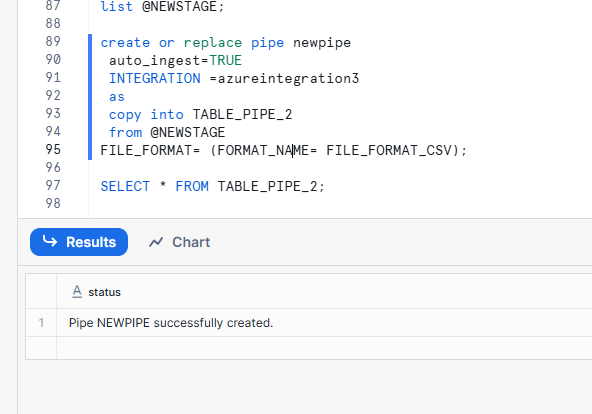 87 list @NEWSTAGE;
88
89 create or replace pipe newpipe
90 auto_ingest=TRUE
91 INTEGRATION =azureintegration3
92 as
93 copy into TABLE_PIPE_2
94 from @NEWSTAGE
95 FILE_FORMAT= (FORMAT_NAME= FILE_FORMAT_CSV);
96
97 SELECT * FROM TABLE_PIPE_2;
98
Results Chart
A status
1 Pipe NEWPIPE successfully created.